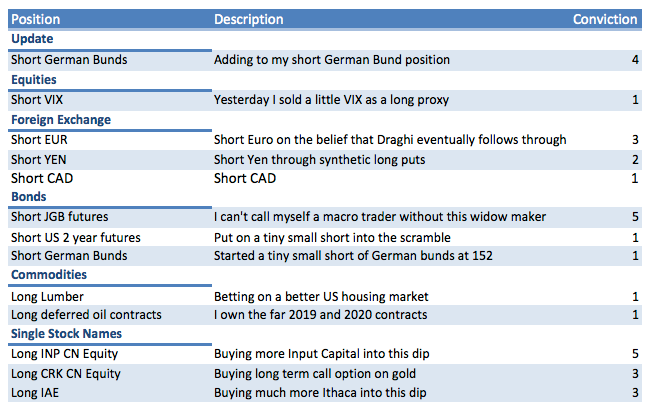 Position Description Conviction
Update
Short German Bunds Adding to my short German Bund position 4
Equities
Short VIX Yesterday I sold a little VIX as a long proxy 1
Foreign Exchange
Short EUR Short Euro on the belief that Draghi eventually follows through 3
Short YEN Short Yen through synthetic long puts 2
Short CAD Short CAD 1
Bonds
Short JGB futures I can't call myself a macro trader without this widow maker 5
Short US 2 year futures Put on a tiny small short into the scramble 1
Short German Bunds Started a tiny small short of German bunds at 152 1
Commodities
Long Lumber Betting on a better US housing market 1
Long deferred oil contracts I own the far 2019 and 2020 contracts 1
Single Stock Names
Long INP CN Equity Buying more Input Capital into this dip 5
Long CRK CN Equity Buying long term call option on gold 3
Long IAE Buying much more Ithaca into this dip 3